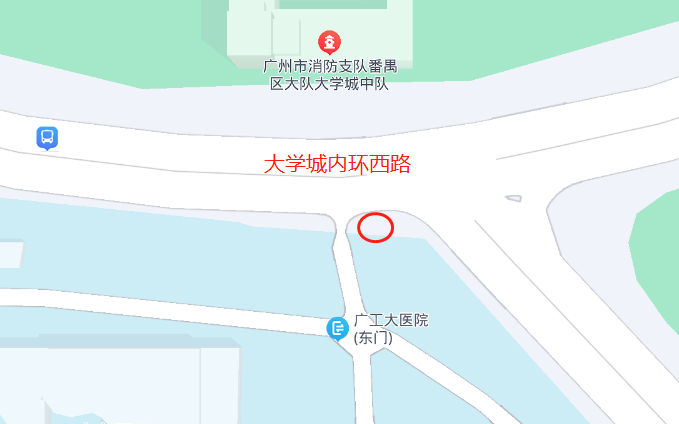 广州市消防支队番禺
区大队大学城中队
大学城内环西路
广工大医院
(东门)